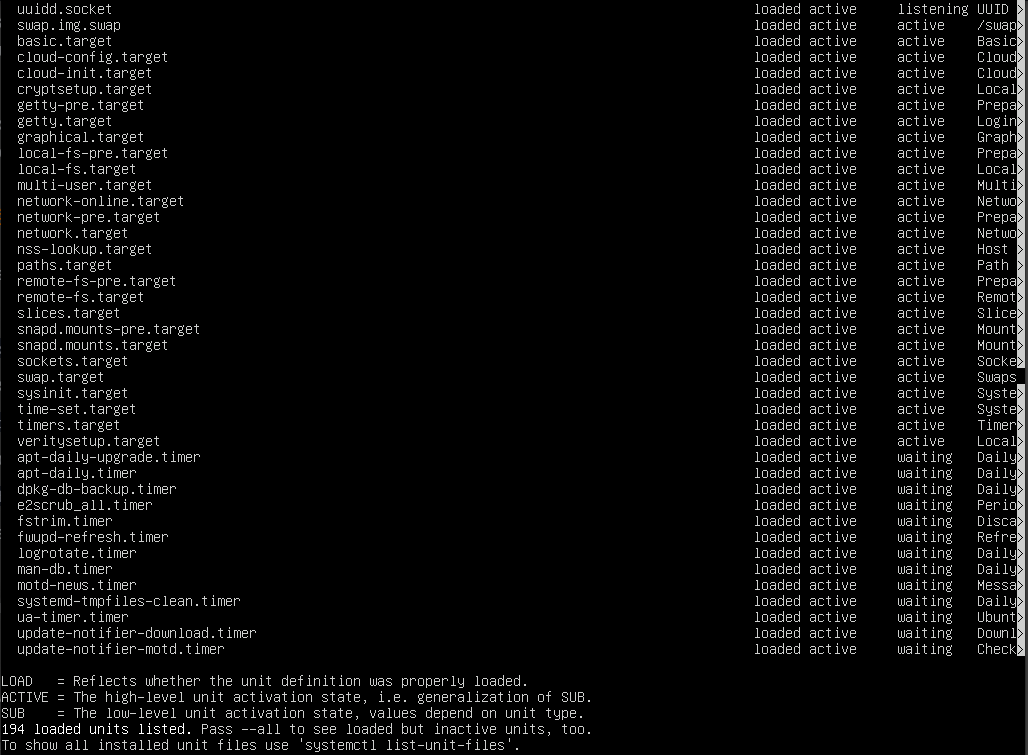 uuidd.socket loaded active listening UUID >
swap.img.swap loaded active active /swap>
basic.target loaded active active Basic>
cloud-config.target loaded active active Cloud>
cloud-init.target loaded active active Cloud>
cryptsetup.target loaded active active Local>
getty-pre.target loaded active active Prepa>
getty.target loaded active active Login>
graphical.target loaded active active Graph>
local-fs-pre.target loaded active active Prepa>
local-fs.target loaded active active Local>
multi-user.target loaded active active Multi>
network-online.target loaded active active Netwo>
network-pre.target loaded active active Prepa>
network.target loaded active active Netwo>
nss-lookup.target loaded active active Host >
paths.target loaded active active Path >
remote-fs-pre.target loaded active active Prepa>
remote-fs.target loaded active active Remot>
slices.target loaded active active Slice>
snapd.mounts-pre.target loaded active active Mount>
snapd.mounts.target loaded active active Mount>
sockets.target loaded active active Socke>
swap.target loaded active active Swaps
sysinit.target loaded active active Syste>
time-set.target loaded active active Syste>
timers.target loaded active active Timer>
veritysetup.target loaded active active Local>
apt-daily-upgrade.timer loaded active waiting Daily>
apt-daily.timer loaded active waiting Daily>
dpkg-db-backup.timer loaded active waiting Daily>
e2scrub_all.timer loaded active waiting Perio>
fstrim.timer loaded active waiting Disca>
fwupd-refresh.timer loaded active waiting Refre>
logrotate.timer loaded active waiting Daily>
man-db.timer loaded active waiting Daily>
motd-news.timer loaded active waiting Messa>
systemd-tmpfiles-clean.timer loaded active waiting Daily>
ua-timer.timer loaded active waiting Ubunt>
update-notifier-download.timer loaded active waiting Downl>
update-notifier-motd.timer loaded active waiting Check>
LOAD = Reflects whether the unit definition was properly loaded.
ACTIVE = The high-level unit activation state, i.e. generalization of SUB.
SUB = The low-level unit activation state, values depend on unit type.
194 loaded units listed. Pass --all to see loaded but inactive units, too.
To show all installed unit files use 'systemctl list-unit-files'.